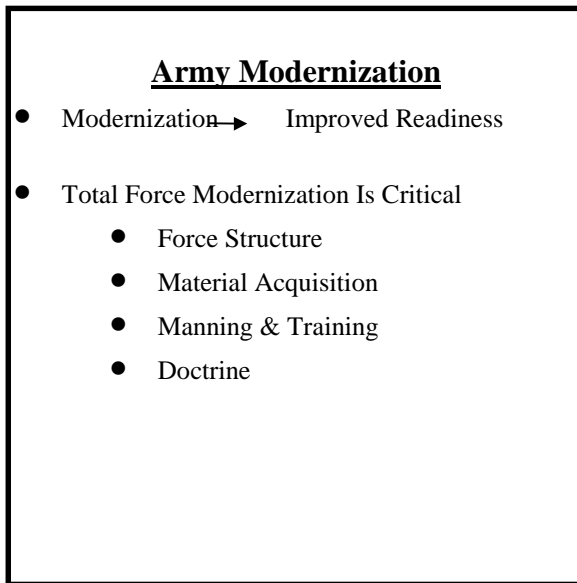 Army Modernization
● Modernization → Improved Readiness
● Total Force Modernization Is Critical
● Force Structure
● Material Acquisition
● Manning & Training
● Doctrine